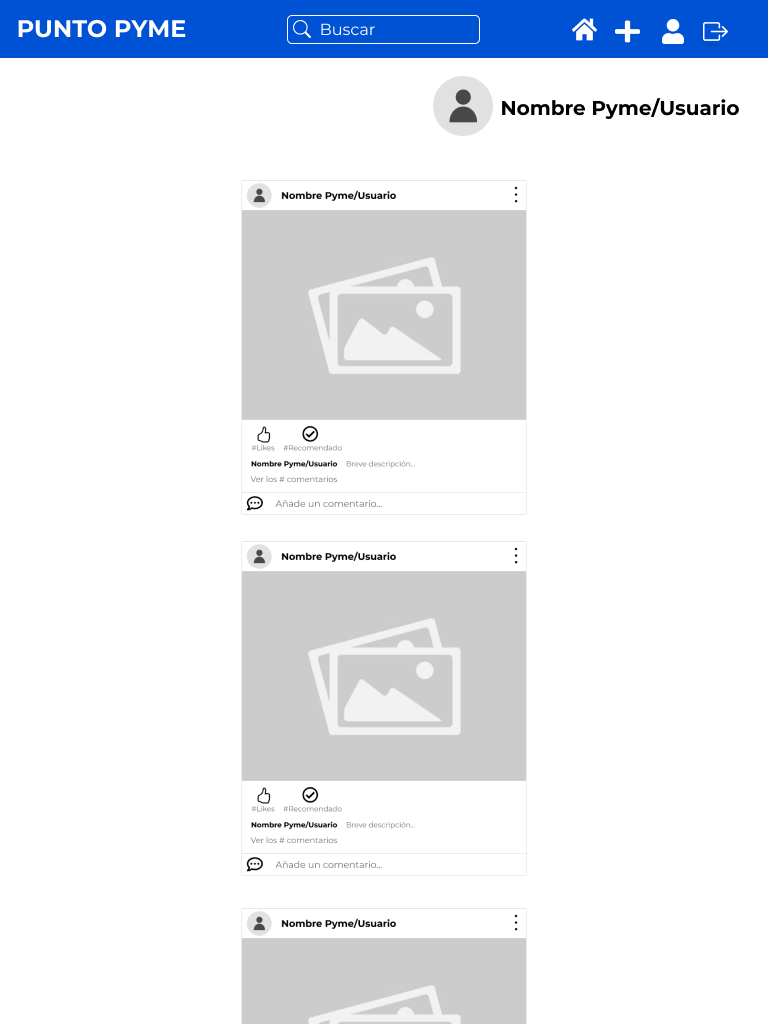 PUNTO PYME
Buscar
Nombre Pyme/Usuario
Nombre Pyme/Usuario
#Likes #Recomendado
Nombre Pyme/Usuario Breve descripción..
Ver los # comentarios
Añade un comentario...
Nombre Pyme/Usuario
#Likes #Recomendado
Nombre Pyme/Usuario Breve descripción..
Ver los # comentarios
Añade un comentario...
Nombre Pyme/Usuario